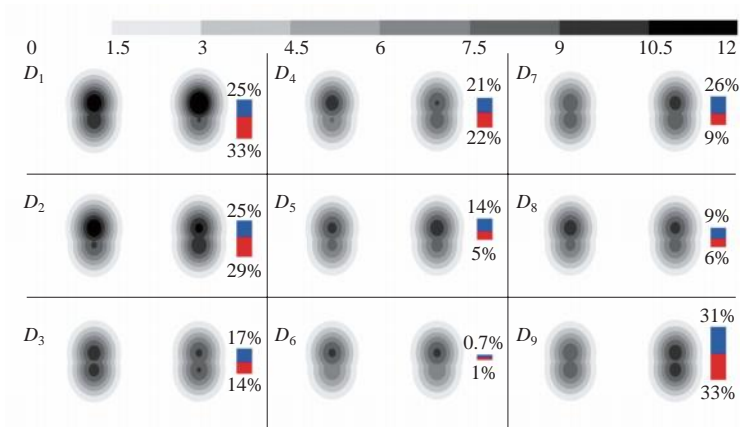 0 1.5 3 4.5 6 7.5 9 10.5 12
D1 25% D4 21% D7 26%
33% 22% 9%
D2 25% D5 14% D8 9%
29% 5% 6%
D3 17% D6 0.7% D9 31%
14% 1% 33%